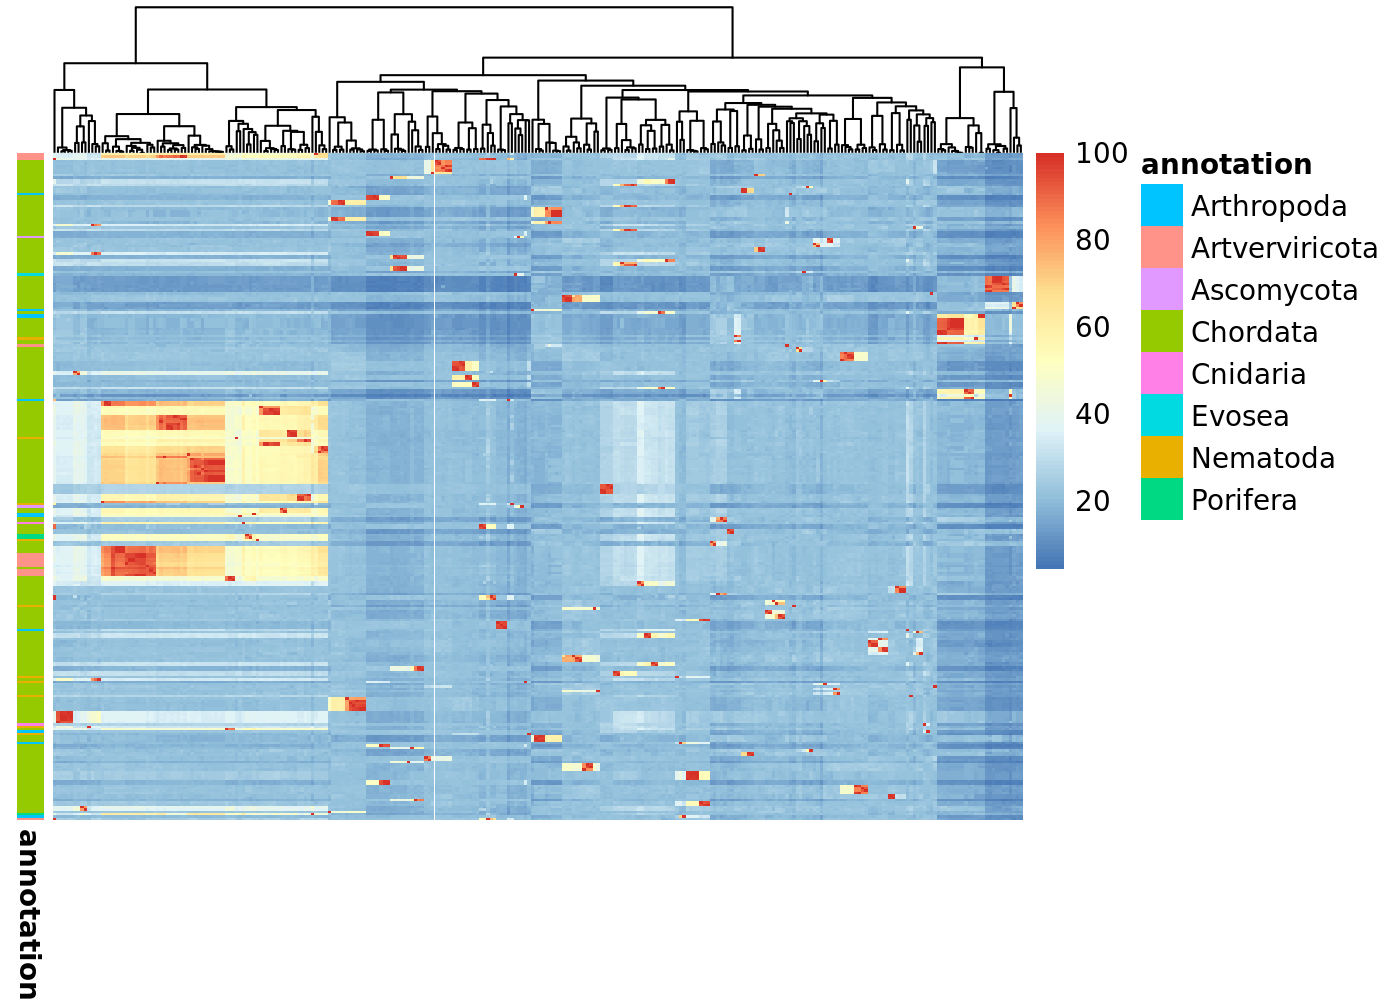 100
80
60
40
20
annotation
Arthropoda
Artverviricota
Ascomycota
Chordata
Cnidaria
Evosea
Nematoda
Porifera
annotation